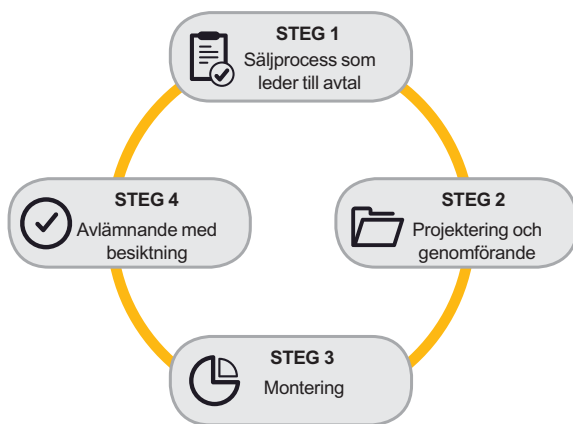 STEG 1
Säljprocess som
leder till avtal
STEG 2
Projektering och
genomförande
STEG 3
Montering
STEG 4
Avlämnande med
besiktning